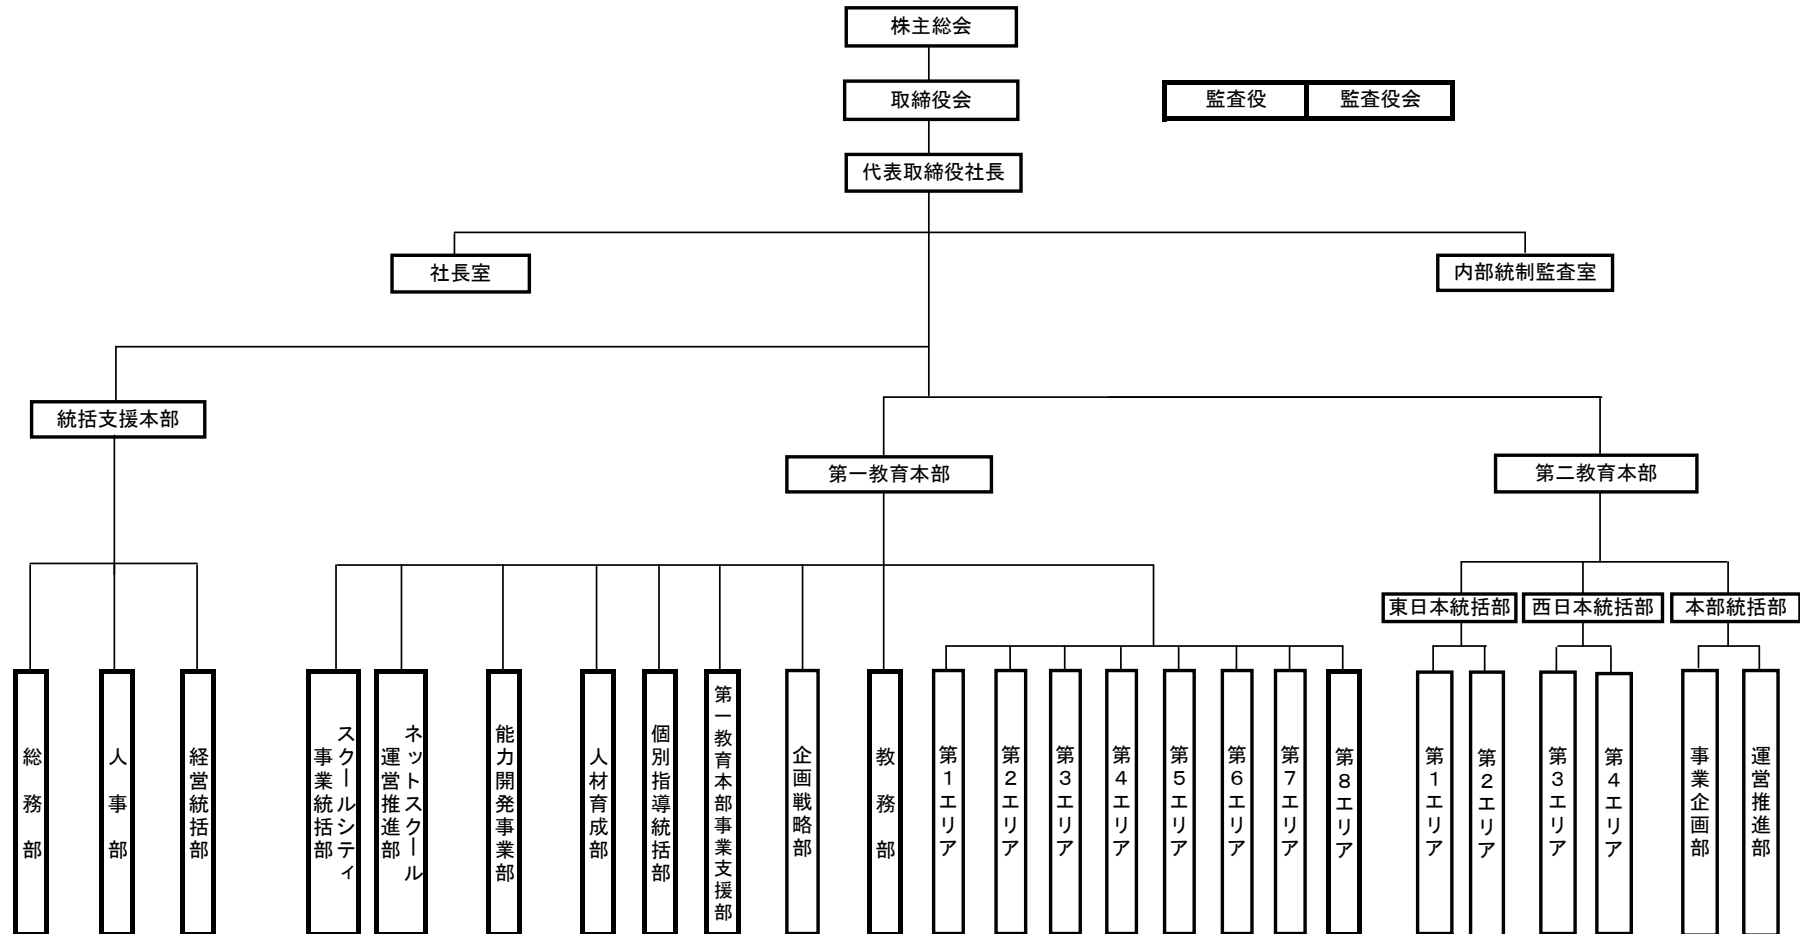 株主総会
取締役会
監査役
監査役会
代表取締役社長
社長室
内部統制監査室
統括支援本部
第一教育本部
第二教育本部
東日本統括部
西日本統括部
本部統括部
総務部
人事部
経営統括部
スクールシティ
事業統括部
ネットスクール
運営推進部
能力開発事業部
人材育成部
個別指導統括部
第一教育本部事業支援部
企画戦略部
教務部
第1エリア
第2エリア
第3エリア
第4エリア
第5エリア
第6エリア
第7エリア
第8エリア
第1エリア
第2エリア
第3エリア
第4エリア
事業企画部
運営推進部